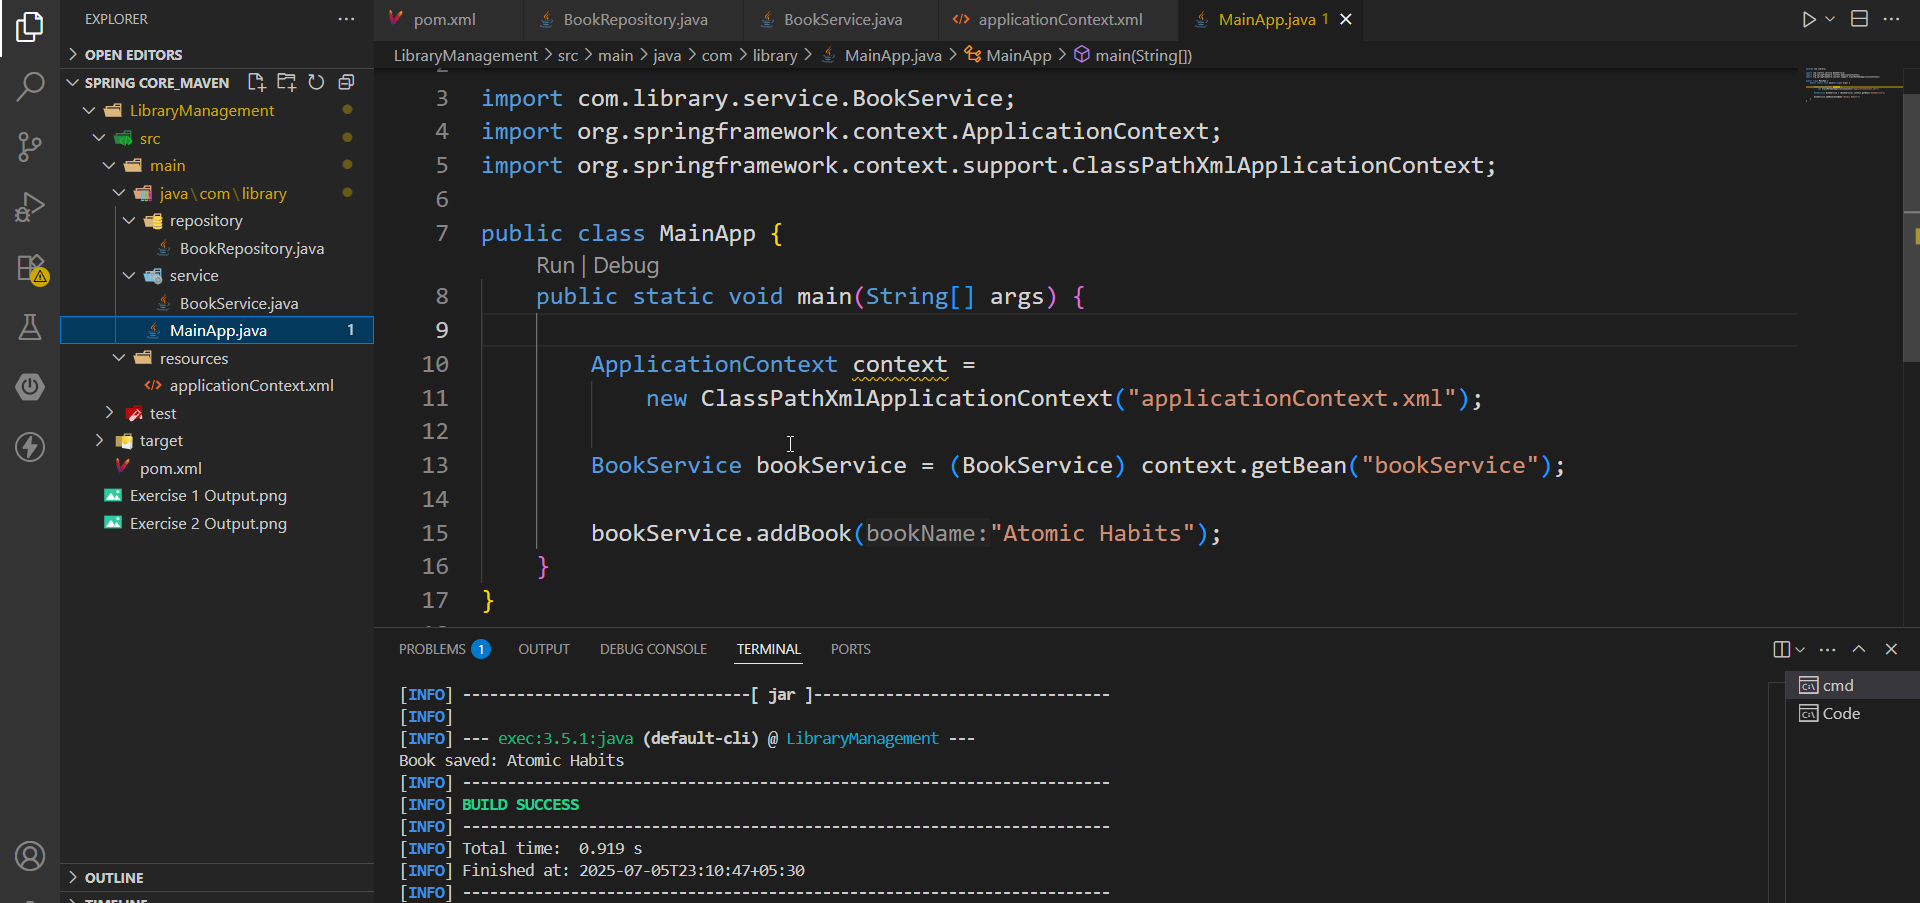 EXPLORER
OPEN EDITORS
SPRING CORE_MAVEN
LibraryManagement
src
main
java\com\library
repository
BookRepository.java
service
BookService.java
MainApp.java 1
resources
applicationContext.xml
test
target
pom.xml
Exercise 1 Output.png
Exercise 2 Output.png
OUTLINE
TIMELINE
pom.xml BookRepository.java BookService.java applicationContext.xml MainApp.java 1
LibraryManagement > src > main > java > com > library > MainApp.java > MainApp > main(String[])
2
3 import com.library.service.BookService;
4 import org.springframework.context.ApplicationContext;
5 import org.springframework.context.support.ClassPathXmlApplicationContext;
6
7 public class MainApp {
Run | Debug
8 public static void main(String[] args) {
9
10 ApplicationContext context =
11 new ClassPathXmlApplicationContext("applicationContext.xml");
12
13 BookService bookService = (BookService) context.getBean("bookService");
14
15 bookService.addBook(bookName:"Atomic Habits");
16 }
17 }
PROBLEMS 1 OUTPUT DEBUG CONSOLE TERMINAL PORTS
[INFO] --------------------------------[ jar ]---------------------------------
[INFO]
[INFO] --- exec:3.5.1:java (default-cli) @ LibraryManagement ---
Book saved: Atomic Habits
[INFO] ------------------------------------------------------------------------
[INFO] BUILD SUCCESS
[INFO] ------------------------------------------------------------------------
[INFO] Total time:  0.919 s
[INFO] Finished at: 2025-07-05T23:10:47+05:30
[INFO] ------------------------------------------------------------------------
cmd
Code